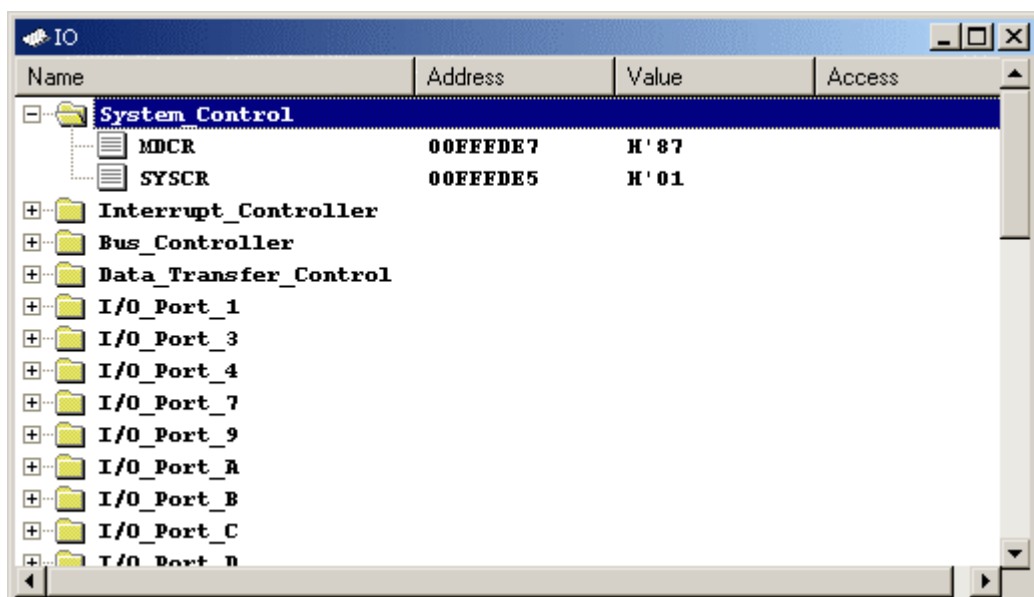 IO
Name Address Value Access
System_Control
MDCR 00FFFDE7 H'87
SYSCR 00FFFDE5 H'01
Interrupt_Controller
Bus_Controller
Data_Transfer_Control
I/O_Port_1
I/O_Port_3
I/O_Port_4
I/O_Port_7
I/O_Port_9
I/O_Port_A
I/O_Port_B
I/O_Port_C
I/O_Port_D